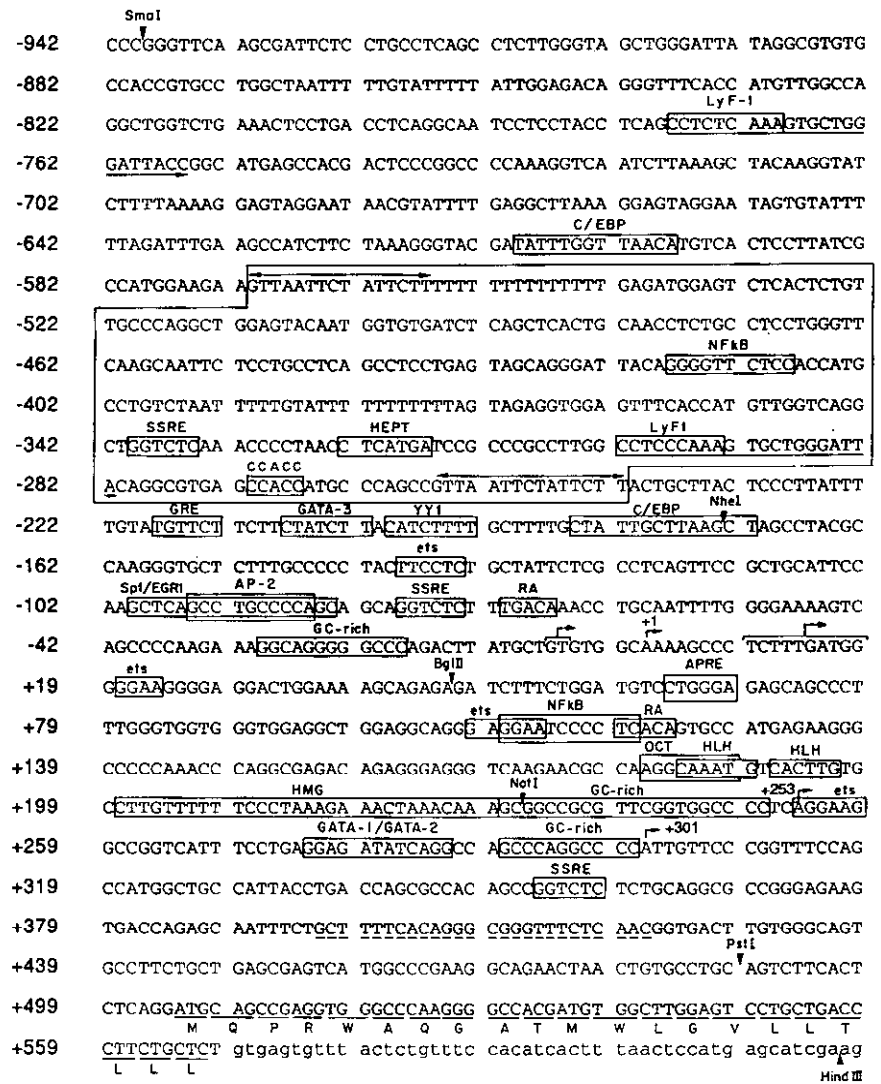 SmaI
-942 CCCGGGTTCA AGCGATTCTC CTGCCTCAGC CTCTTGGGTA GCTGGGATTA TAGGCGTGTG
-882 CCACCGTGCC TGGCTAATTT TTGTATTTTT ATTGGAGACA GGGTTTCACC ATGTTGGCCA
LyF-1
-822 GGCTGGTCTG AAACTCCTGA CCTCAGGCAA TCCTCCTACC TCAGCCTCTC AAAGTGCTGG
-762 GATTACCGGC ATGAGCCACG ACTCCCGGCC CCAAAGGTCA ATCTTAAAGC TACAAGGTAT
-702 CTTTTAAAAG GAGTAGGAAT AACGTATTTT GAGGCTTAAA GGAGTAGGAA TAGTGTATTT
C/EBP
-642 TTAGATTTGA AGCCATCTTC TAAAGGGTACG GATATTTGGT TAACATGTCA CTCCTTATCG
-582 CCATGGAAGA AGTTAATTCT ATTCTTTTTT TTTTTTTTTT GAGATGGAGT CTCACTCTGT
-522 TGCCCAGGCT GGAGTACAAT GGTGTGATCT CAGCTCACTG CAACCTCTGC CTCCTGGGTT
NFkB
-462 CAAGCAATTC TCCTGCCTCA GCCTCCTGAG TAGCAGGGAT TACAGGGGTT CTCCACCATG
-402 CCTGTCTAAT TTTTGTATTT TTTTTTTTAG TAGAGGTGGA GTTTCACCAT GTTGGTCAGG
SSRE HEPT LyF1
-342 CTGGTCTCAA ACCCCTAACC TCATGATCCG CCCGCCTTGG CCTCCCAAAG TGCTGGGATT
CCACC
-282 ACAGGCGTGA GCCACCATGC CCAGCCGTTA ATTCTATTCT TACTGCTTAC TCCCTTATTT
GRE GATA-3 YY1 C/EBP NheI
-222 TGTATGTTCT TCTTCTATCT TACATCTTTT GCTTTTGCTA TTGCTTAAGCT AGCCTACGC
ets
-162 CAAGGGTGCT CTTTGCCCCC TACTTCCTCT GCTATTCTCG CCTCAGTTCC GCTGCATTCC
Sp1/EGR1 AP-2 SSRE RA
-102 AAGCTCAGCC TGCCCCAGCA GCAGGTCTCT TTGACAAACC TGCAATTTTG GGGAAAAGTC
GC-rich +1
-42 AGCCCCAAGA AAGGCAGGGG GCCCAGACTT ATGCTGTGTG GCAAAAGCCC TCTTTGATGG
ets BglII APRE
+19 GGGAAGGGGA GGACTGGAAA AGCAGAGAGA TCTTTCTGGA TGTCCTGGGA GAGCAGCCCT
ets NFkB RA
+79 TTGGGTGGTG GGTGGAGGCT GGAGGCAGGG AGGAATCCCC TCACAGTGCC ATGAGAAGGG
OCT HLH HLH
+139 CCCCCAAACC CAGGCGAGAC AGAGGGAGGG TCAAGAACGC CAAGGCAAAT GTCACTTGTG
HMG NotI GC-rich +253 ets
+199 CCTTGTTTTT TCCCTAAAGA AACTAAACAA AGCGGCCGCG TTCGGTGGCCC CCTCAGGAAG
GATA-1/GATA-2 GC-rich +301
+259 GCCGGTCATT TCCTGAGGAG ATATCAGGCC AGCCCAGGCC CCATTGTTCC CGGTTTCCAG
SSRE
+319 CCATGGCTGC CATTACCTGA CCAGCGCCAC AGCCGGTCTC TCTGCAGGCG CCGGGAGAAG
+379 TGACCAGAGC AATTTCTGCT TTTCACAGGG CGGGTTTCTC AACGGTGACT TGTGGGCAGT
PstI
+439 GCCTTCTGCT GAGCGAGTCA TGGCCCGAAG GCAGAACTAA CTGTGCCTGC AGTCTTCACT
+499 CTCAGGATGC AGCCGAGGTG GGCCCAAGGG GCCACGATGT GGCTTGGAGT CCTGCTGACC
M Q P R W A Q G A T M W L G V L L T
+559 CTTCTGCTCT gtgagtgttt actctgtttc cacatcactt taactccatg agcatcgaag
L L L
Hind III